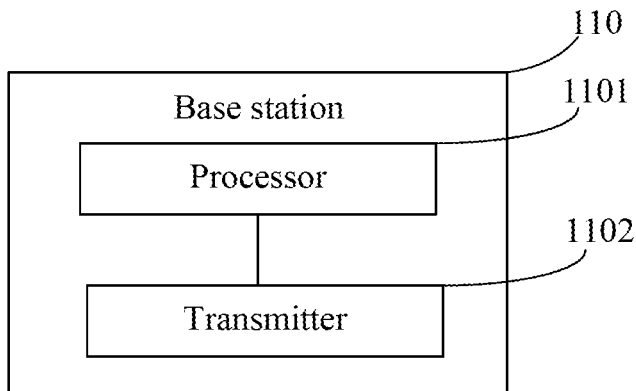 110
Base station
1101
Processor
1102
Transmitter